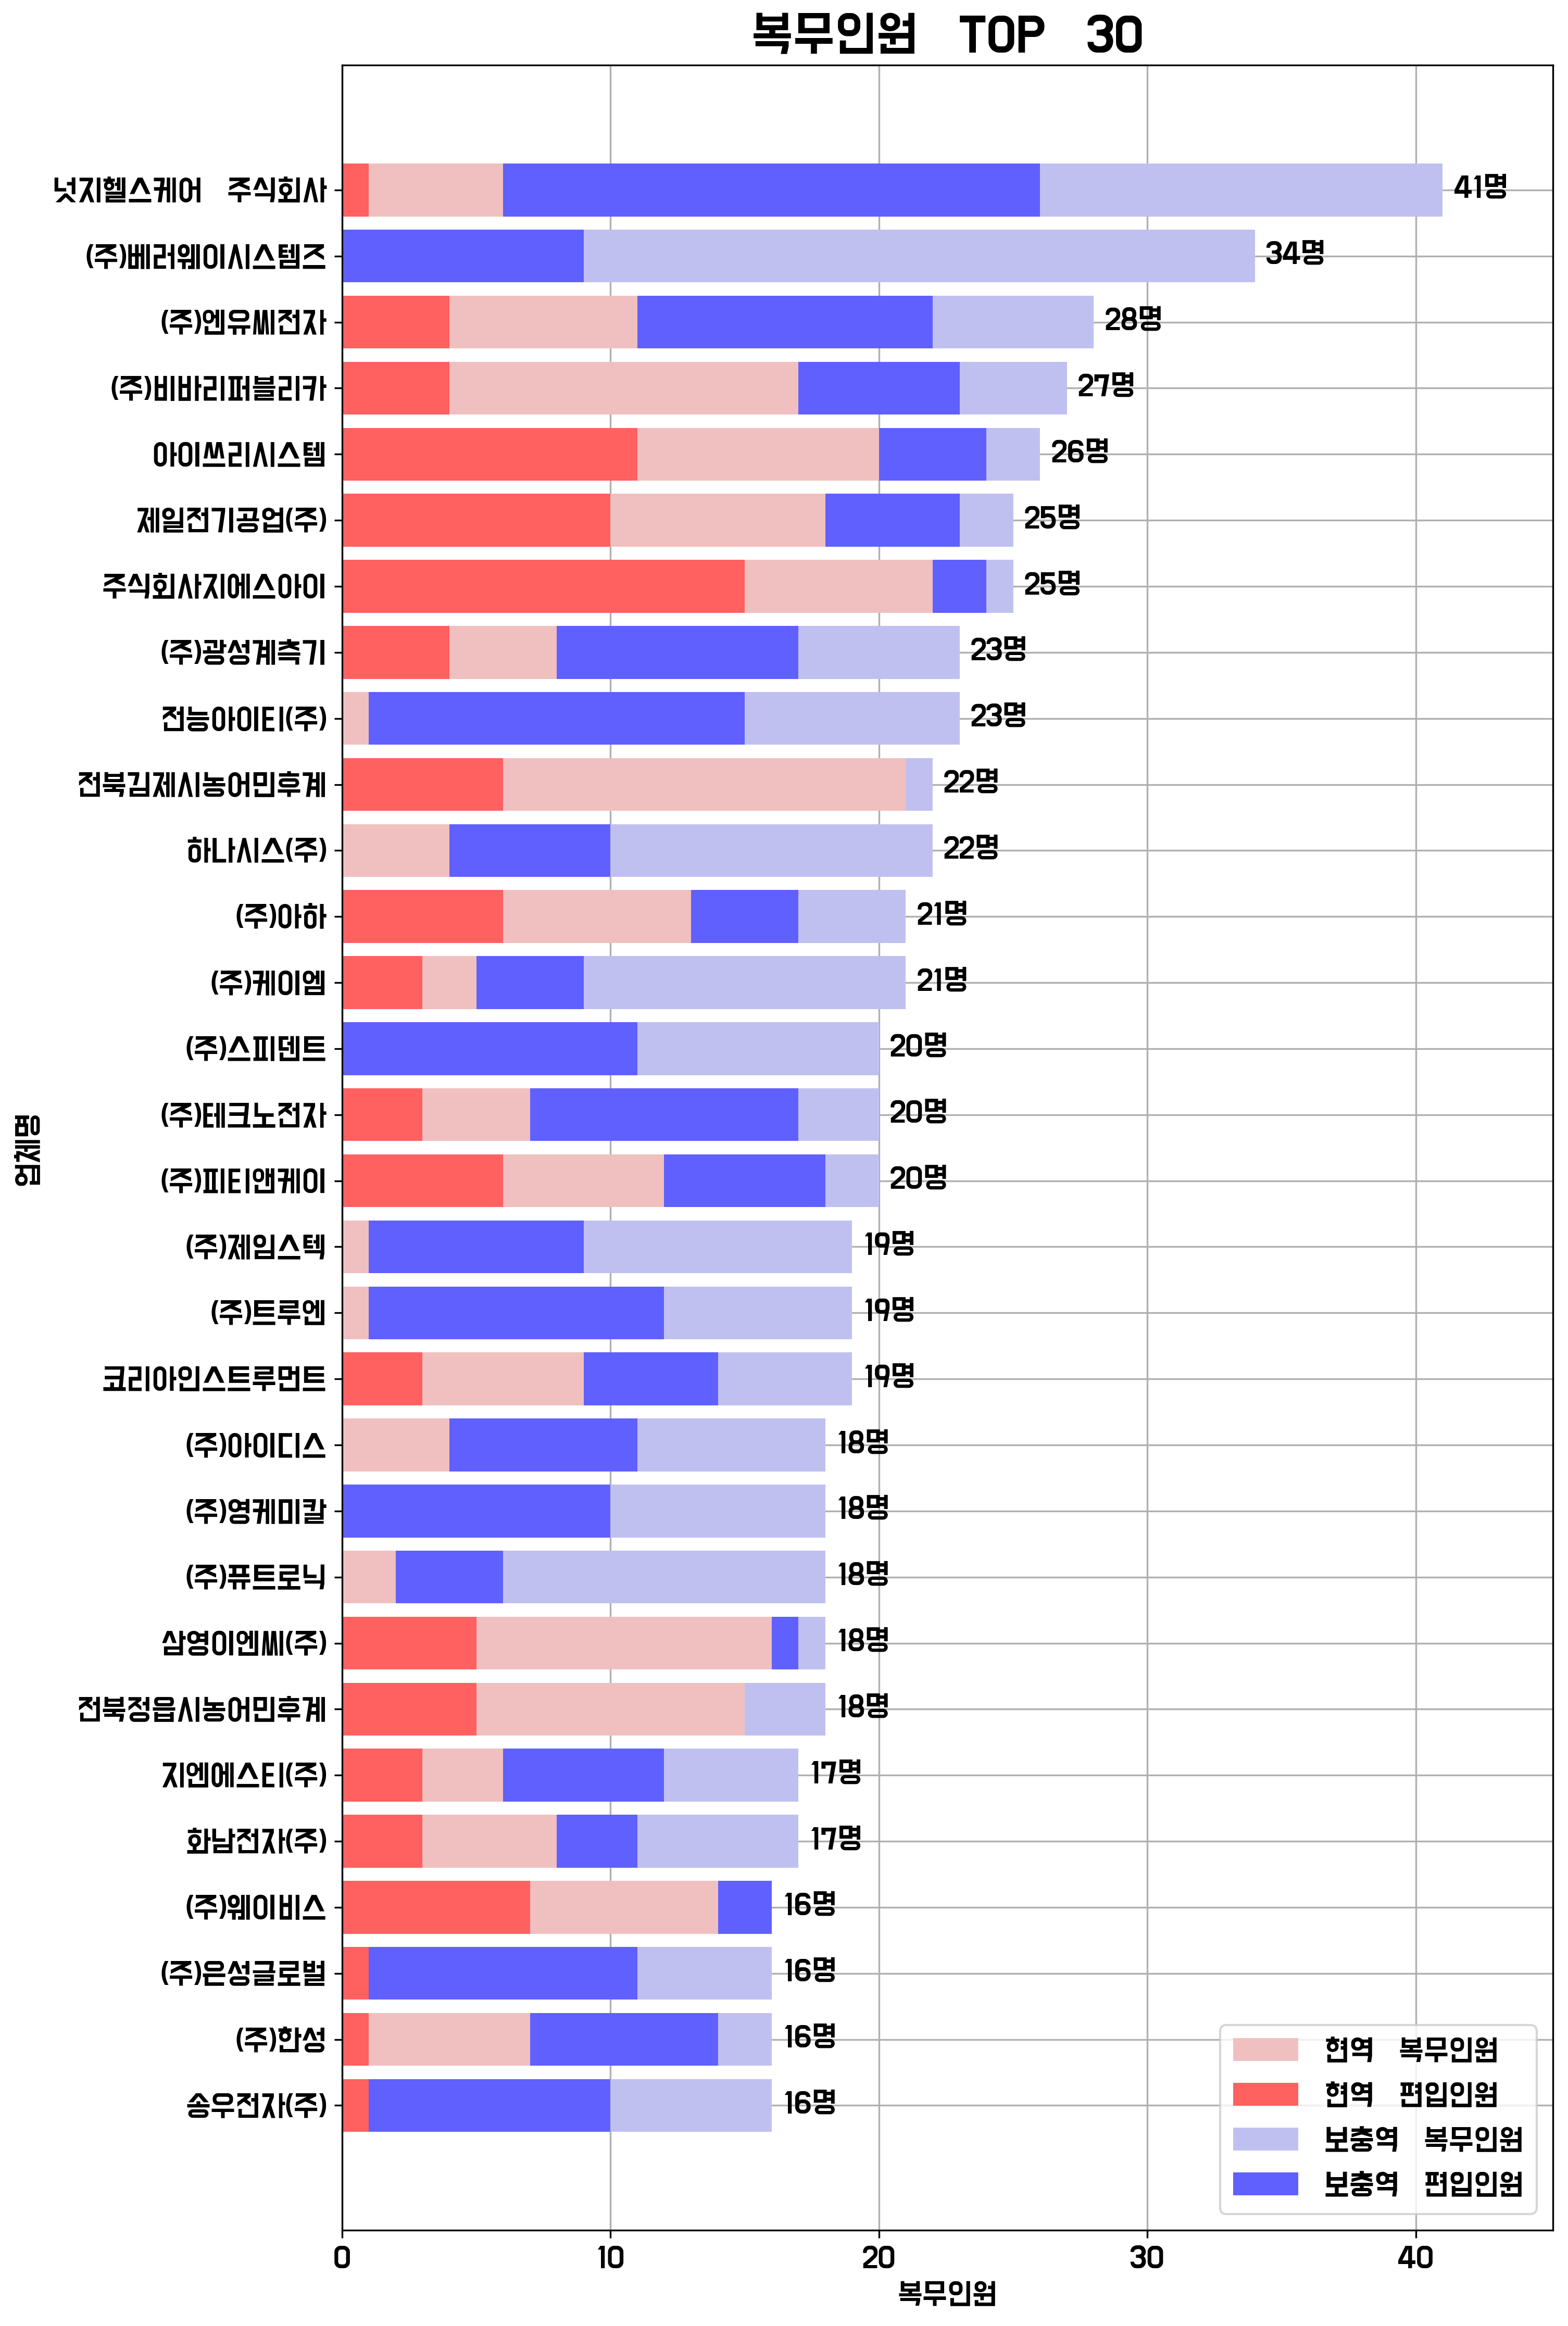 복무인원 TOP 30
넛지헬스케어 주식회사 41명
(주)베러웨이시스템즈 34명
(주)엔유씨전자 28명
(주)비바리퍼블리카 27명
아이쓰리시스템 26명
제일전기공업(주) 25명
주식회사지에스아이 25명
(주)광성계측기 23명
전능아이티(주) 23명
전북김제시농어민후계 22명
하나시스(주) 22명
(주)아하 21명
(주)케이엠 21명
(주)스피덴트 20명
(주)테크노전자 20명
(주)피티앤케이 20명
(주)제임스텍 19명
(주)트루엔 19명
코리아인스트루먼트 19명
(주)아이디스 18명
(주)영케미칼 18명
(주)퓨트로닉 18명
삼영이엔씨(주) 18명
전북정읍시농어민후계 18명
지엔에스티(주) 17명
화남전자(주) 17명
(주)웨이비스 16명
(주)은성글로벌 16명
(주)한성 16명
송우전자(주) 16명
업체명
현역 복무인원
현역 편입인원
보충역 복무인원
보충역 편입인원
0 10 20 30 40
복무인원